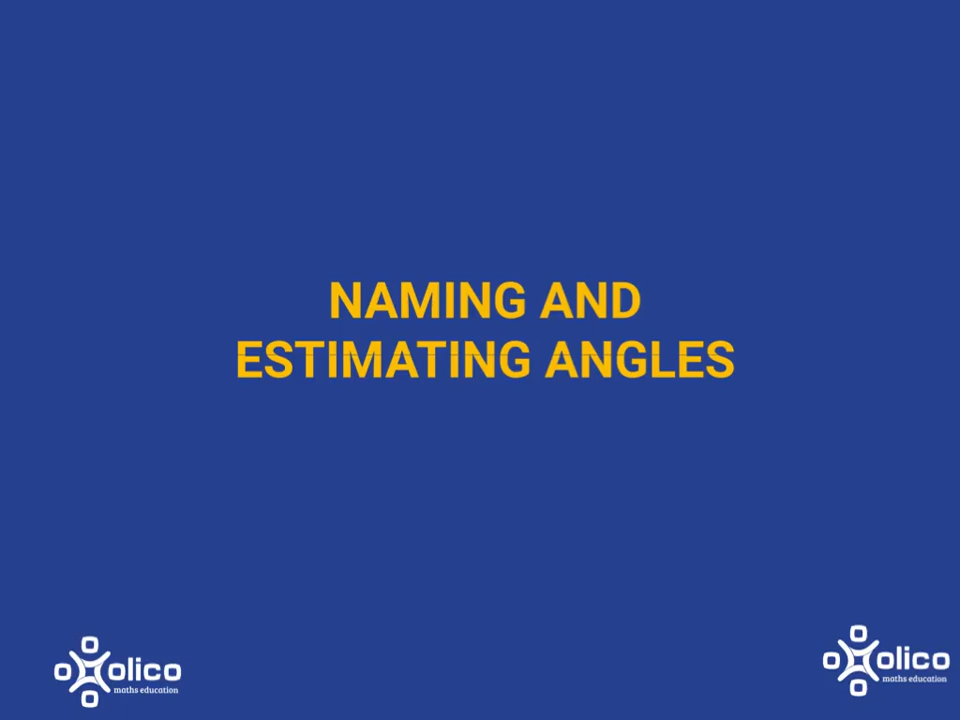 NAMING AND
ESTIMATING ANGLES
olico
maths education
olico
maths education